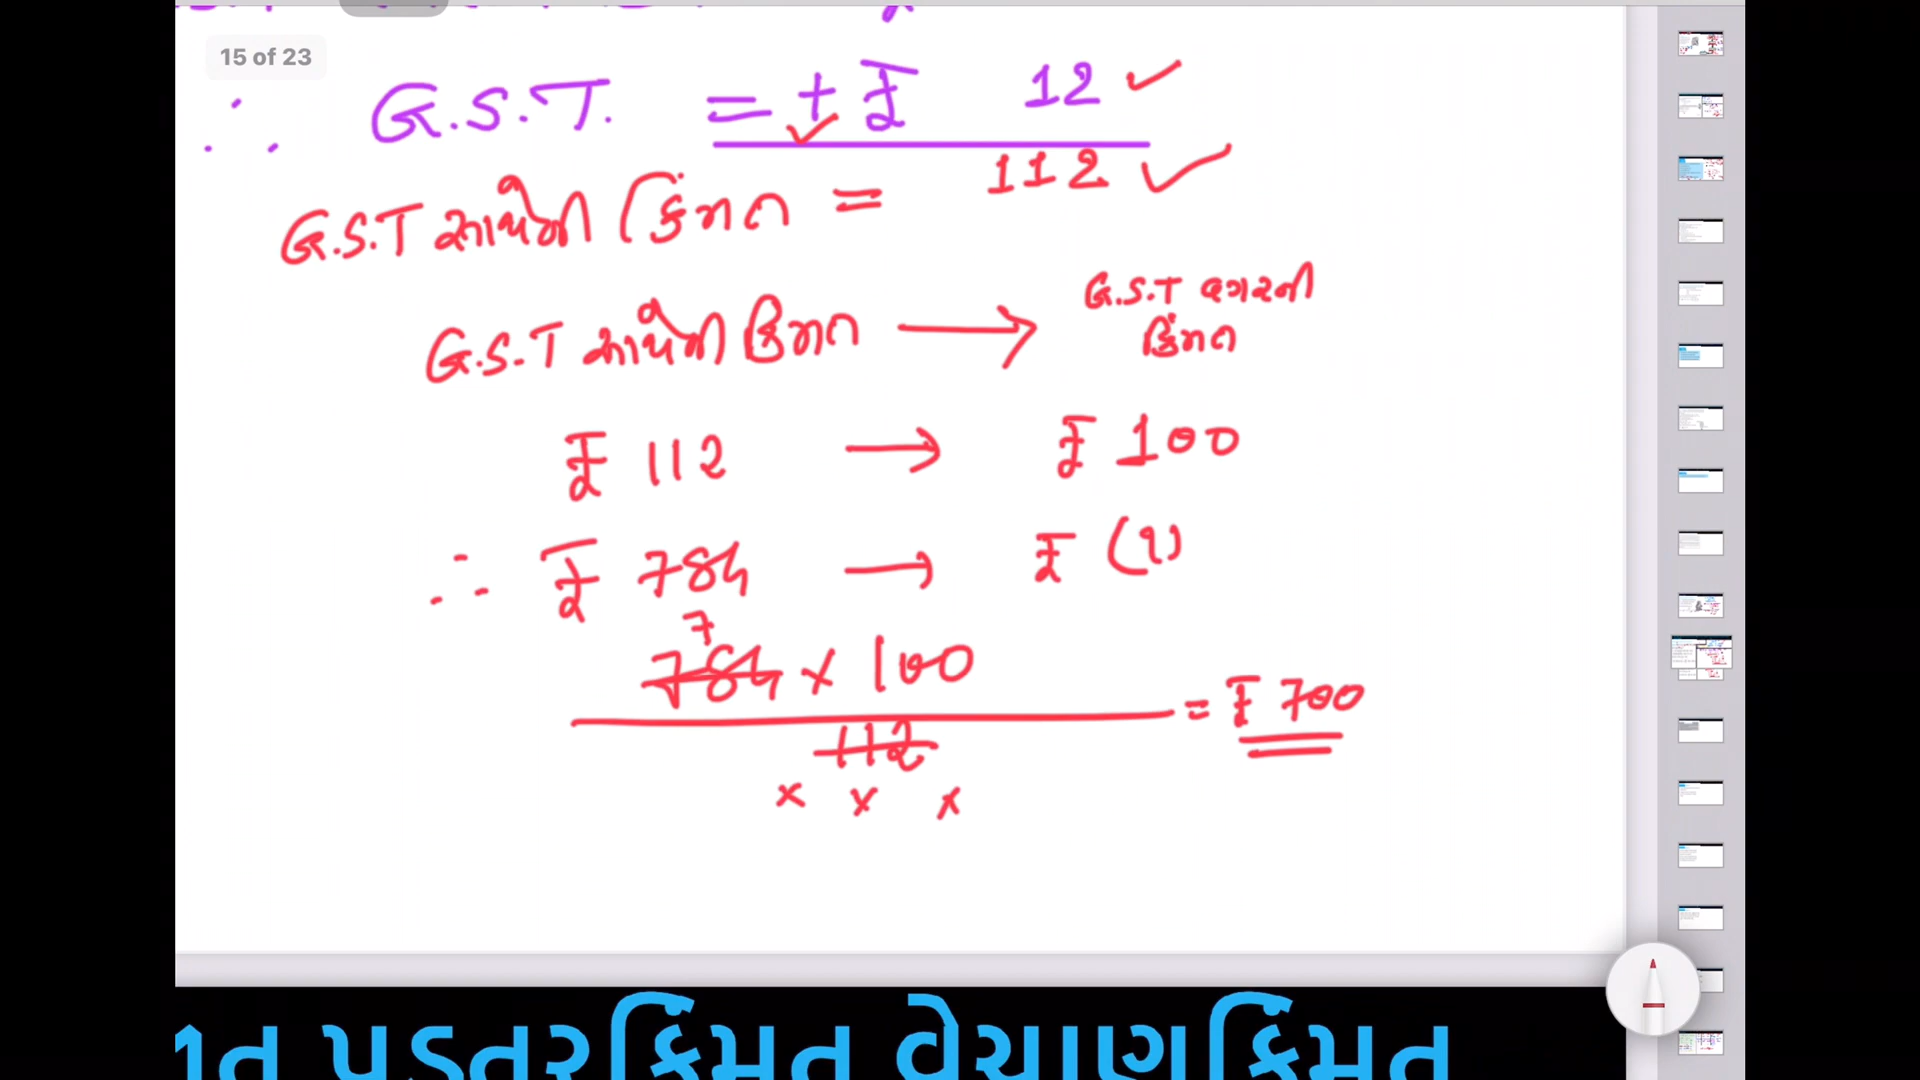 15 of 23
∴ G.S.T. = + ₹ 12 ✓
G.S.T સાથેની કિંમત = 112 ✓
G.S.T સાથેની કિંમત → G.S.T વગરની કિંમત
₹ 112 → ₹ 100
∴ ₹ 784 → ₹ (?)
7
784 x 100
112
= ₹ 700
x x x
પડતરકિંમત વેચાણકિંમત